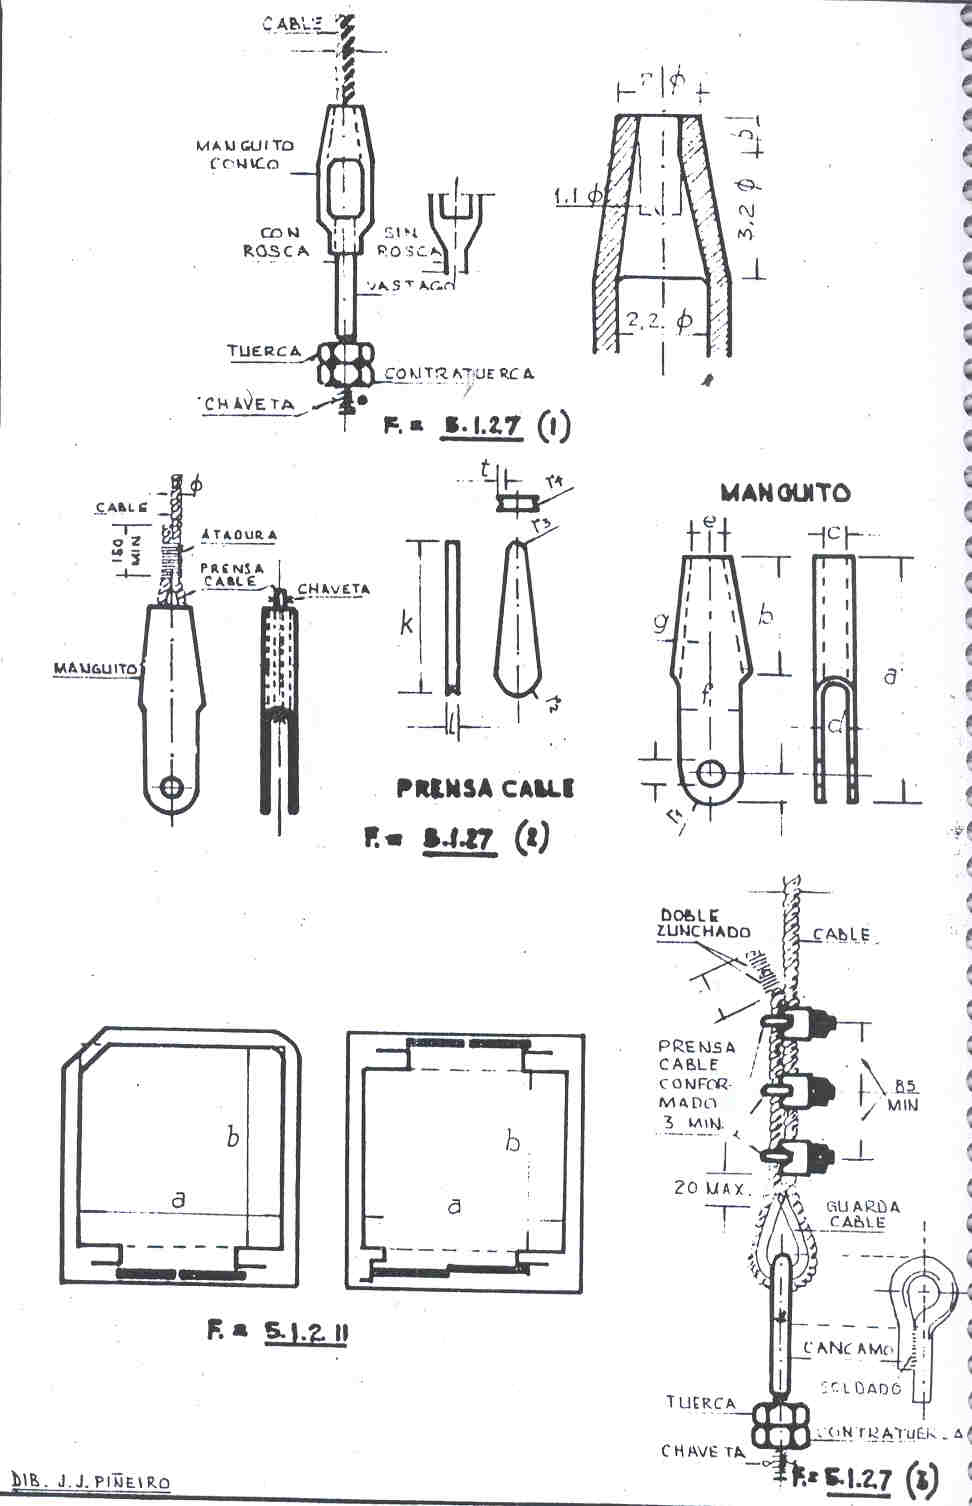 CABLE
MANGUITO
CONICO
CON
ROSCA
SIN
ROSCA
VASTAGO
TUERCA
CONTRATUERCA
CHAVETA
F. = 5.1.27 (1)
φ
1,1 φ
3,2 φ
2,2 φ
φ
CABLE
150
MIN
ATADURA
PRENSA
CABLE
CHAVETA
MANGUITO
t
r4
r3
k
l
r2
PRENSA CABLE
F. = 5.1.27 (2)
MANGUITO
e
c
g
b
f
a
d
r1
a
b
a
b
F. = 5.1.2 11
DOBLE
ZUNCHADO
CABLE
PRENSA
CABLE
CONFOR-
MADO
3 MIN.
85
MIN
20 MAX.
GUARDA
CABLE
CANCAMO
SOLDADO
TUERCA
CONTRATUERCA
CHAVETA
F. = 5.1.27 (3)
DIB. J. J. PIÑEIRO